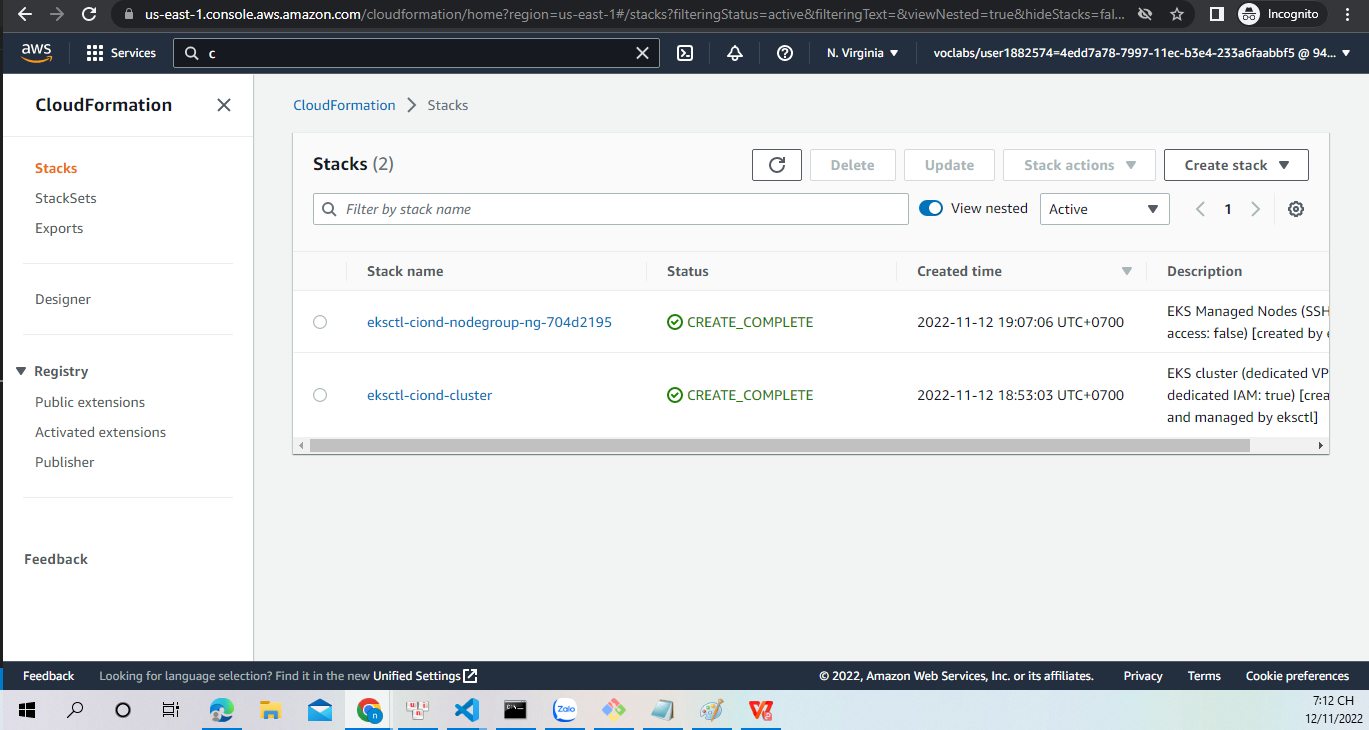 us-east-1.console.aws.amazon.com/cloudformation/home?region=us-east-1#/stacks?filteringStatus=active&filteringText=&viewNested=true&hideStacks=fal... Incognito
aws Services c N. Virginia voclabs/user1882574=4edd7a78-7997-11ec-b3e4-233a6faabbf5 @ 94...
CloudFormation
Stacks
StackSets
Exports
Designer
Registry
Public extensions
Activated extensions
Publisher
Feedback
CloudFormation Stacks
Stacks (2) Delete Update Stack actions Create stack
Filter by stack name View nested Active 1
Stack name Status Created time Description
eksctl-ciond-nodegroup-ng-704d2195 CREATE_COMPLETE 2022-11-12 19:07:06 UTC+0700 EKS Managed Nodes (SSH
access: false) [created by
eksctl-ciond-cluster CREATE_COMPLETE 2022-11-12 18:53:03 UTC+0700 EKS cluster (dedicated VP
dedicated IAM: true) [crea
and managed by eksctl]
Feedback Looking for language selection? Find it in the new Unified Settings © 2022, Amazon Web Services, Inc. or its affiliates. Privacy Terms Cookie preferences
Zalo
7:12 CH
12/11/2022